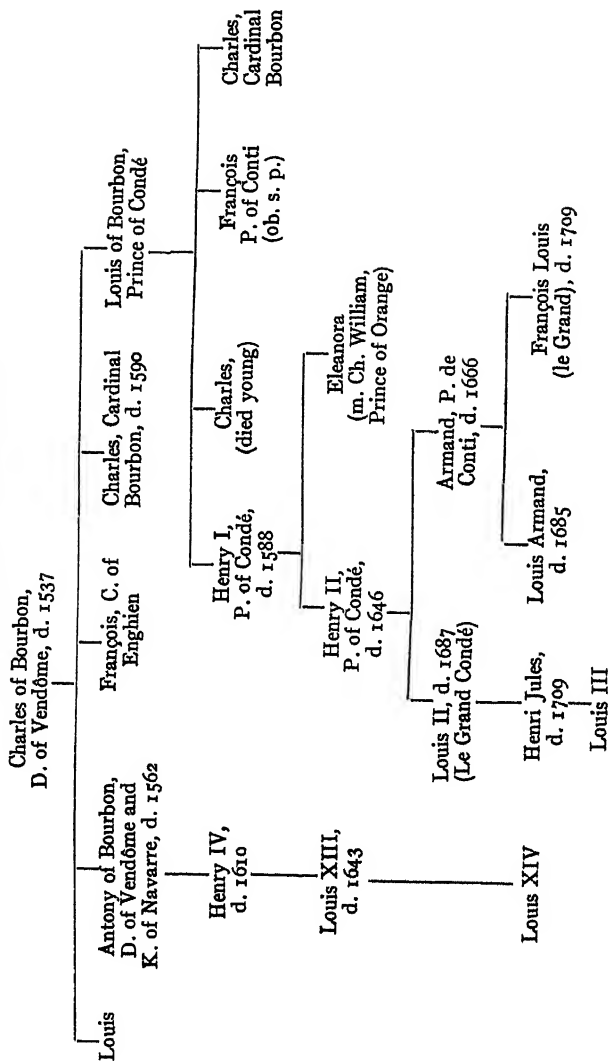 Charles of Bourbon,
D. of Vendôme, d. 1537
Louis
Antony of Bourbon,
D. of Vendôme and
K. of Navarre, d. 1562
François, C. of
Enghien
Charles, Cardinal
Bourbon, d. 1590
Louis of Bourbon,
Prince of Condé
Henry IV,
d. 1610
Henry I,
P. of Condé,
d. 1588
Charles,
(died young)
François
P. of Conti
(ob. s. p.)
Charles,
Cardinal
Bourbon
Louis XIII,
d. 1643
Henry II,
P. of Condé,
d. 1646
Eleanora
(m. Ch. William,
Prince of Orange)
Louis XIV
Louis II, d. 1687
(Le Grand Condé)
Armand, P. de
Conti, d. 1666
Henri Jules,
d. 1709
Louis Armand,
d. 1685
François Louis
(le Grand), d. 1709
Louis III